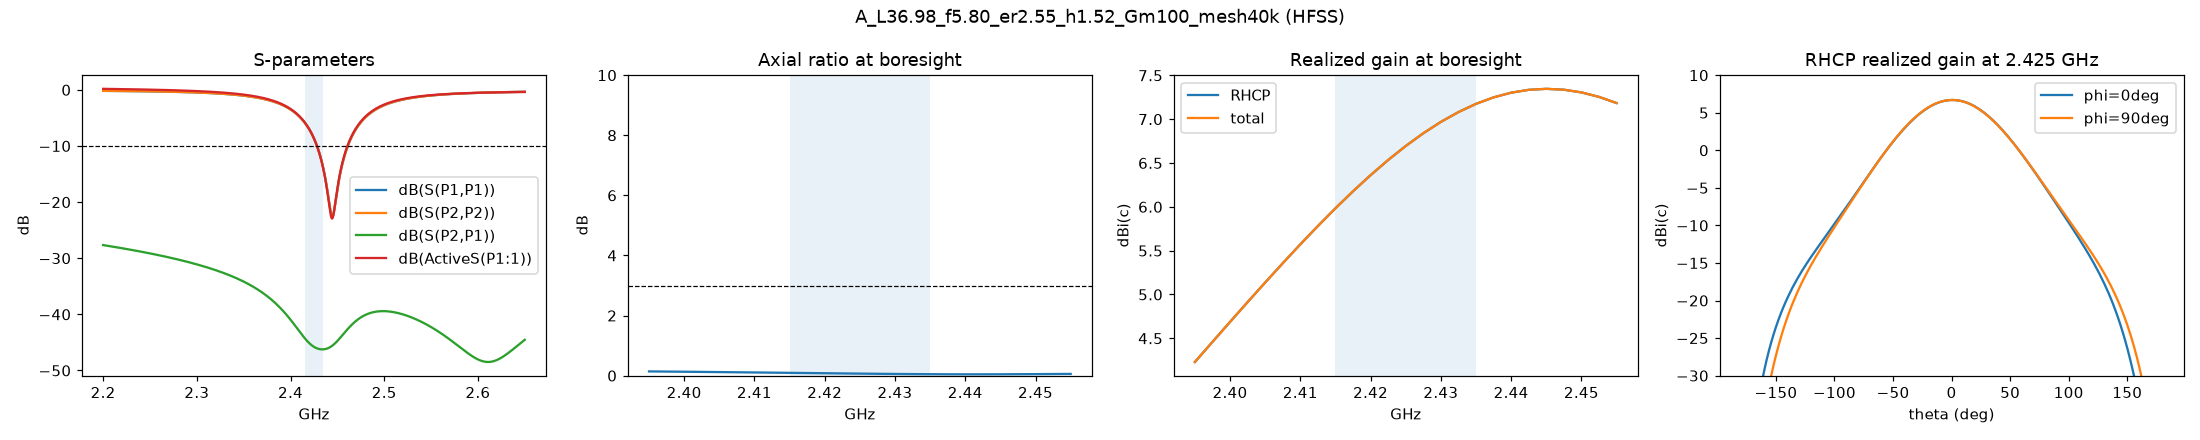 A_L36.98_f5.80_er2.55_h1.52_Gm100_mesh40k (HFSS)
S-parameters
0
−10
−20
−30
−40
−50
dB
2.2 2.3 2.4 2.5 2.6
GHz
dB(S(P1,P1))
dB(S(P2,P2))
dB(S(P2,P1))
dB(ActiveS(P1:1))
Axial ratio at boresight
10
8
6
4
2
0
dB
2.40 2.41 2.42 2.43 2.44 2.45
GHz
Realized gain at boresight
7.5
7.0
6.5
6.0
5.5
5.0
4.5
dBi(c)
2.40 2.41 2.42 2.43 2.44 2.45
GHz
RHCP
total
RHCP realized gain at 2.425 GHz
10
5
0
−5
−10
−15
−20
−25
−30
dBi(c)
−150 −100 −50 0 50 100 150
theta (deg)
phi=0deg
phi=90deg